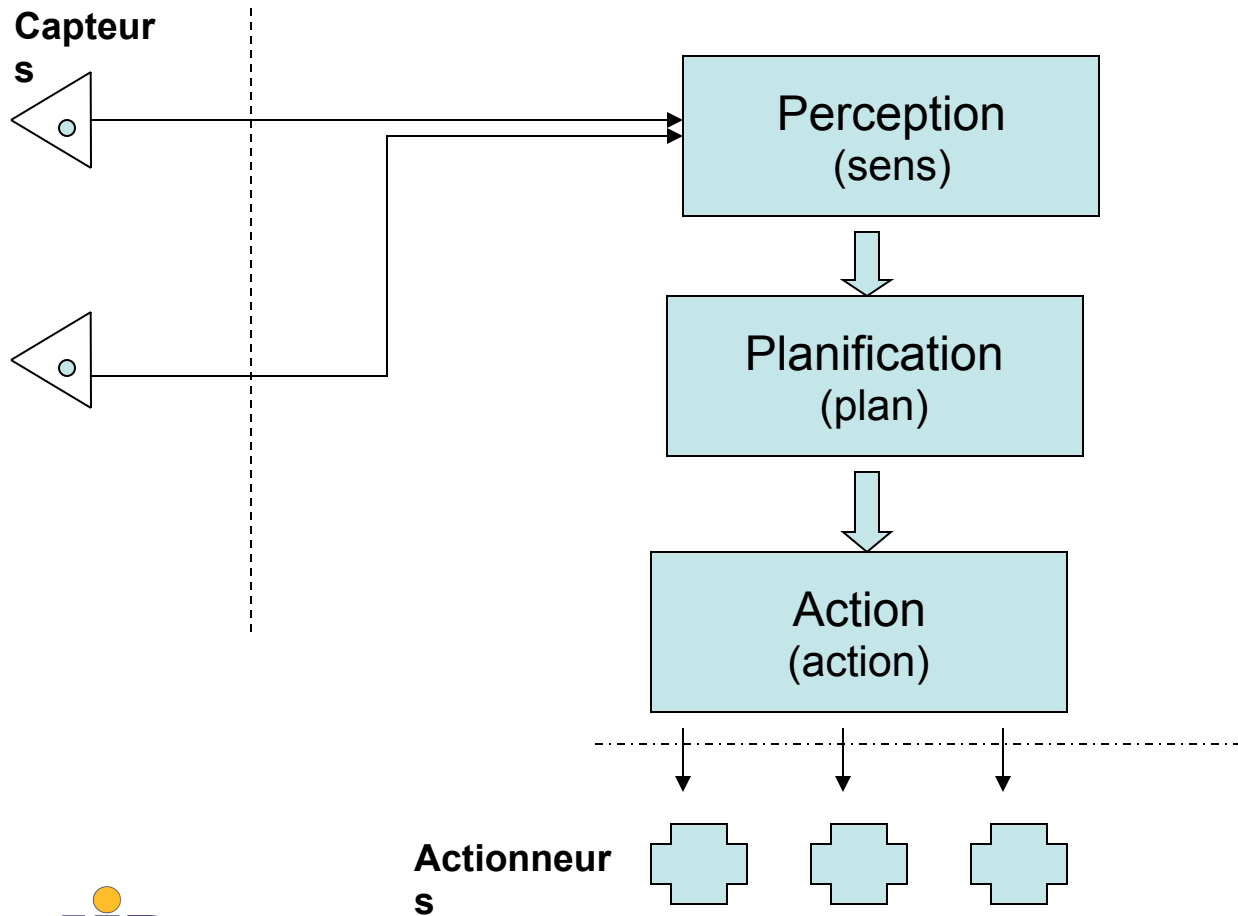 Capteur
s
Perception
(sens)
Planification
(plan)
Action
(action)
Actionneur
s